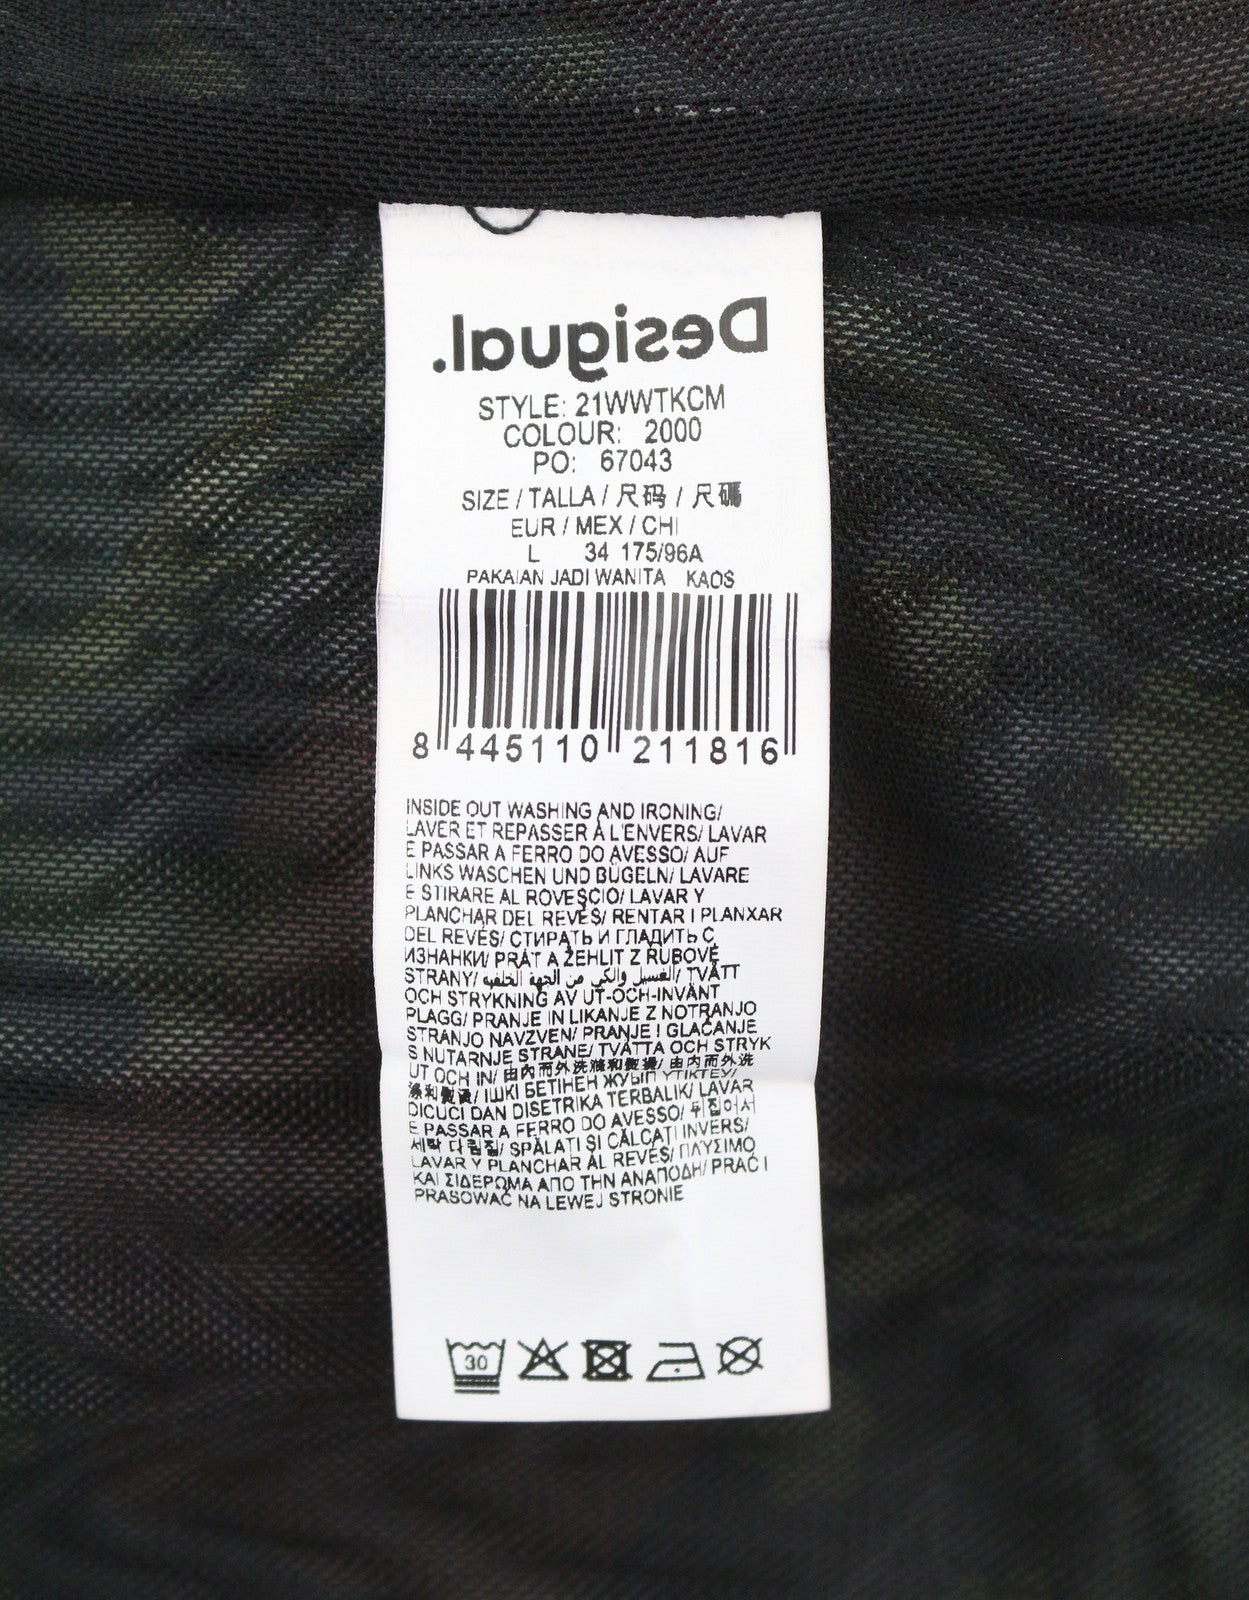 Desigual.
STYLE: 21WWTKCM
COLOUR: 2000
PO: 67043
SIZE / TALLA / 尺码 / 尺碼
EUR / MEX / CHI
L 34 175/96A
PAKAIAN JADI WANITA KAOS
8 445110 211816
INSIDE OUT WASHING AND IRONING/
LAVER ET REPASSER À L'ENVERS/ LAVAR
E PASSAR A FERRO DO AVESSO/ AUF
LINKS WASCHEN UND BÜGELN/ LAVARE
E STIRARE AL ROVESCIO/ LAVAR Y
PLANCHAR DEL REVÉS/ RENTAR I PLANXAR
DEL REVÉS/ СТИРАТЬ И ГЛАДИТЬ С
ИЗНАНКИ/ PRÁT A ŽEHLIT Z RUBOVÉ
STRANY/ الغسيل والكي من الجهة الخلفية/ TVÄTT
OCH STRYKNING AV UT-OCH-INVÄNT
PLAGG/ PRANJE IN LIKANJE Z NOTRANJO
STRANJO NAVZVEN/ PRANJE I GLAČANJE
S NUTARNJE STRANE/ TVÄTTA OCH STRYK
UT OCH IN/ 由內而外洗滌和熨燙/ 由内而外洗
涤和熨烫/ ІШКІ БЕТІНЕН ЖУЫП ҮТІКТЕУ/
DICUCI DAN DISETRIKA TERBALIK/ LAVAR
E PASSAR A FERRO DO AVESSO/ 뒤집어서
세탁 다림질/ SPĂLAȚI ȘI CĂLCAȚI INVERS/
LAVAR Y PLANCHAR AL REVÉS/ ΠΛΥΣΙΜΟ
ΚΑΙ ΣΙΔΕΡΩΜΑ ΑΠΟ ΤΗΝ ΑΝΑΠΟΔΗ/ PRAĆ I
PRASOWAĆ NA LEWEJ STRONIE
30